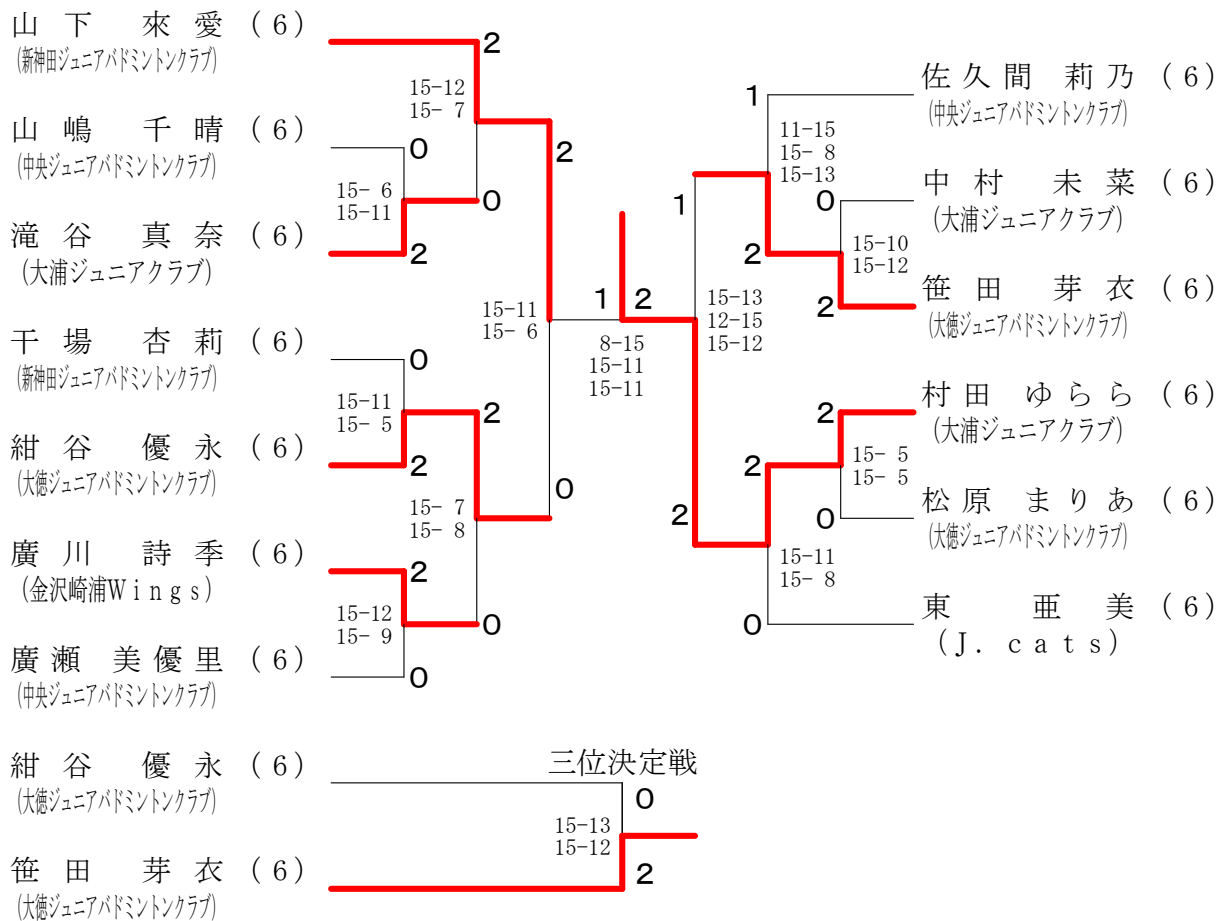 山下 來愛 (6)
(新神田ジュニアバドミントンクラブ)
2
15-12
15- 7
山嶋 千晴 (6)
(中央ジュニアバドミントンクラブ)
0
2
15- 6
15-11
0
滝谷 真奈 (6)
(大浦ジュニアクラブ)
2
15-11
15- 6
干場 杏莉 (6)
(新神田ジュニアバドミントンクラブ)
0
15-11
15- 5
2
紺谷 優永 (6)
(大徳ジュニアバドミントンクラブ)
2
15- 7
15- 8
0
廣川 詩季 (6)
(金沢崎浦Wings)
2
15-12
15- 9
0
廣瀬 美優里 (6)
(中央ジュニアバドミントンクラブ)
0
1 2
8-15
15-11
15-11
佐久間 莉乃 (6)
(中央ジュニアバドミントンクラブ)
1
11-15
15- 8
15-13
中村 未菜 (6)
(大浦ジュニアクラブ)
0
1
15-10
15-12
2
笹田 芽衣 (6)
(大徳ジュニアバドミントンクラブ)
2
15-13
12-15
15-12
村田 ゆらら (6)
(大浦ジュニアクラブ)
2
15- 5
15- 5
2
松原 まりあ (6)
(大徳ジュニアバドミントンクラブ)
0
2
15-11
15- 8
東 亜美 (6)
(J. cats)
0
三位決定戦
紺谷 優永 (6)
(大徳ジュニアバドミントンクラブ)
0
15-13
15-12
笹田 芽衣 (6)
(大徳ジュニアバドミントンクラブ)
2